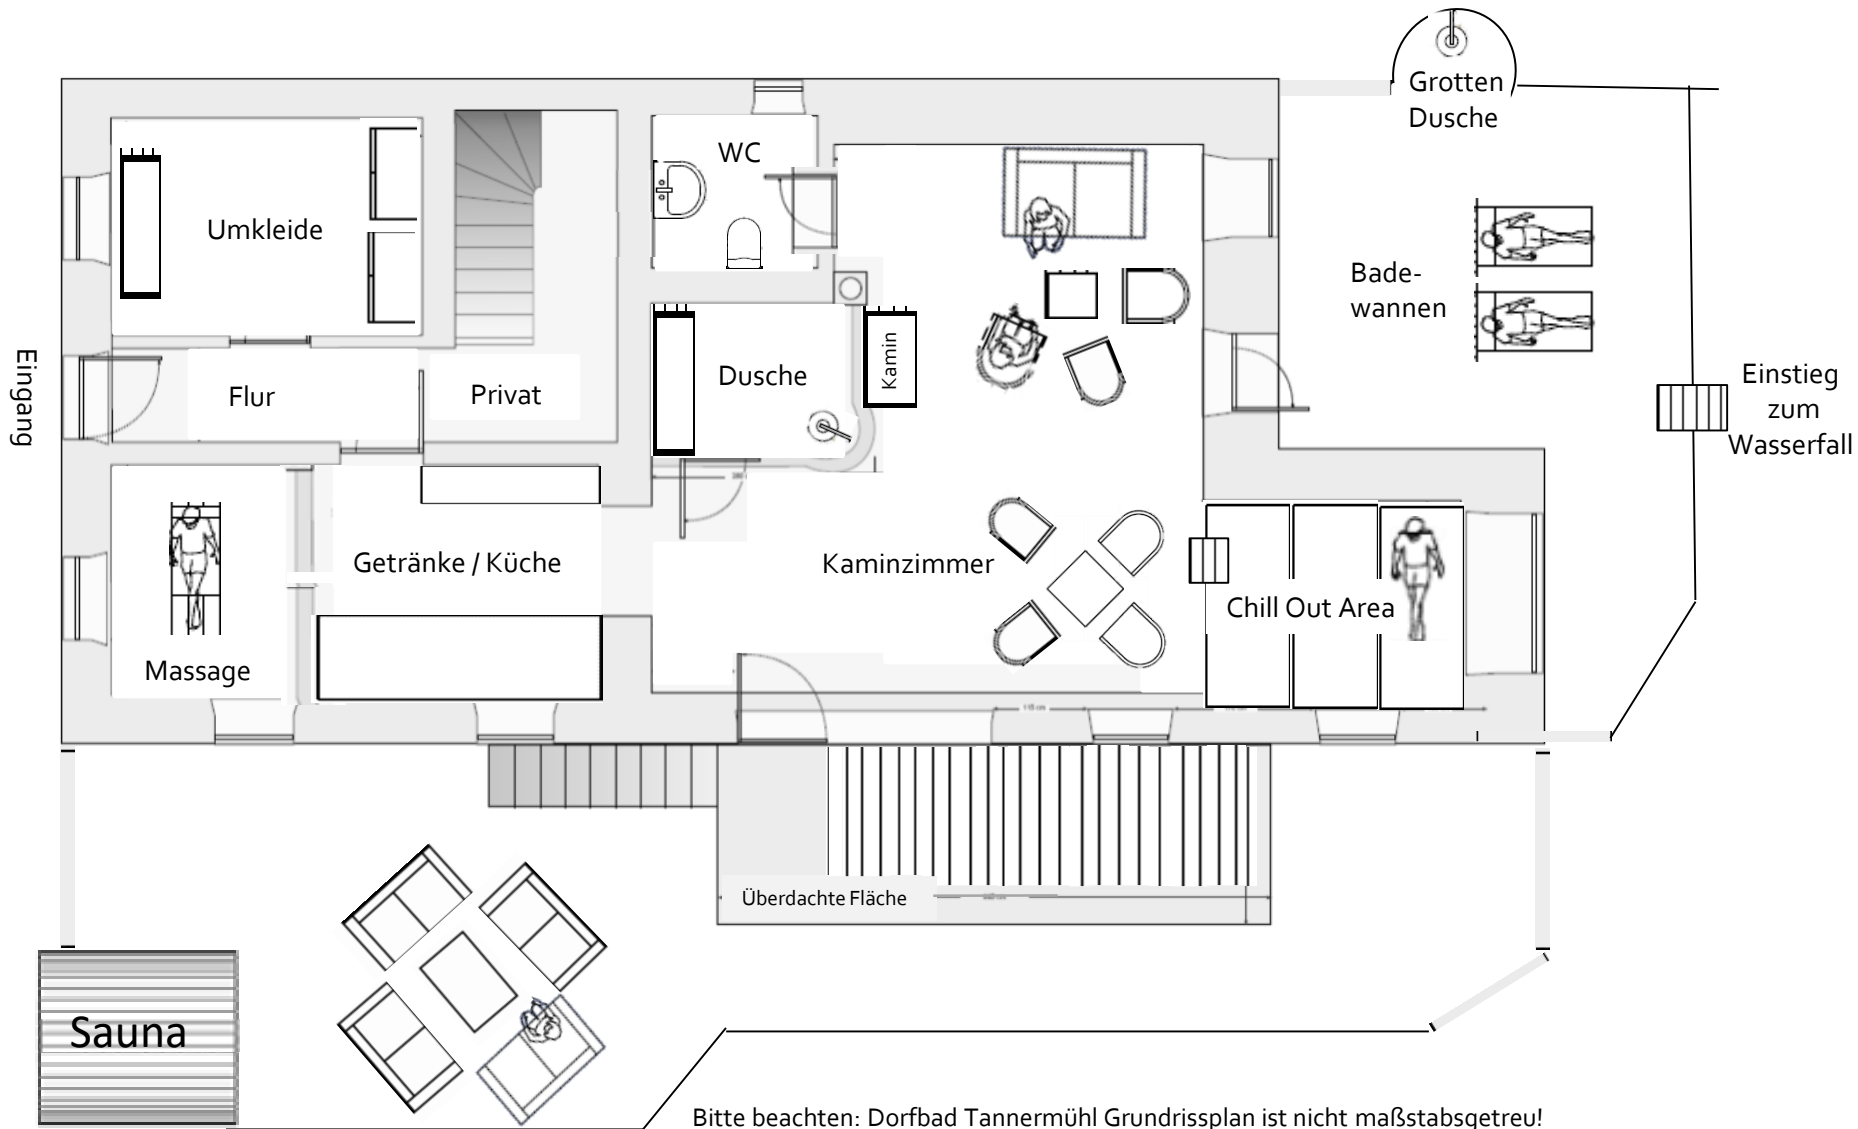 Grotten
Dusche
WC
Umkleide
Bade-
wannen
Eingang
Flur
Privat
Dusche
Kamin
Einstieg
zum
Wasserfall
Getränke / Küche
Kaminzimmer
Chill Out Area
Massage
Überdachte Fläche
Sauna
Bitte beachten: Dorfbad Tannermühl Grundrissplan ist nicht maßstabsgetreu!